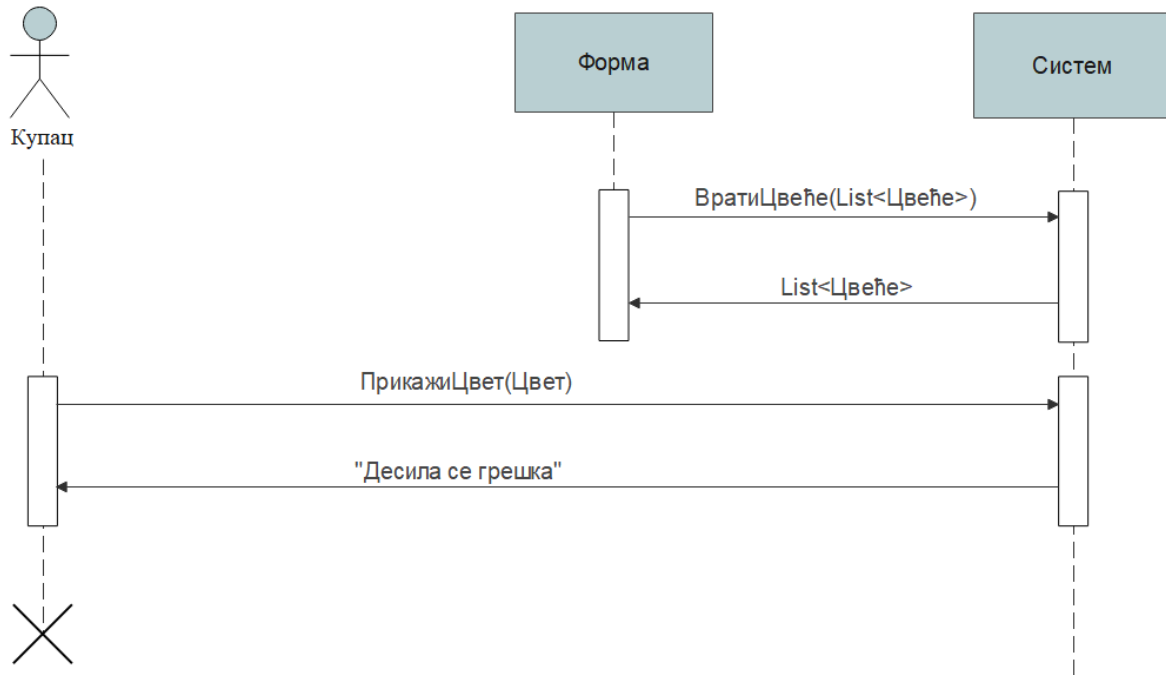 Купац
Форма
Систем
ВратиЦвеће(List<Цвеће>)
List<Цвеће>
ПрикажиЦвет(Цвет)
"Десила се грешка"